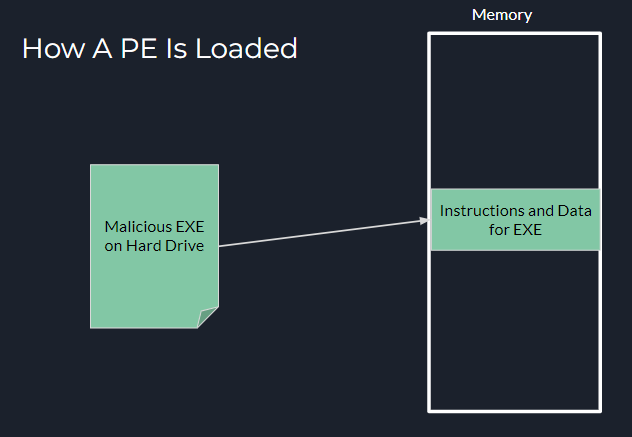 Memory
How A PE Is Loaded
Malicious EXE
on Hard Drive
Instructions and Data
for EXE